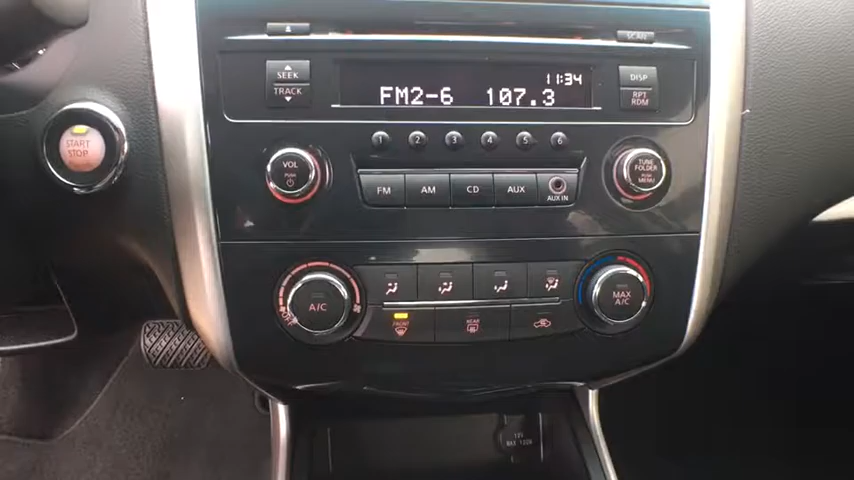 SCAN
SEEK
TRACK
11:34
FM2-6 107.3
DISP
RPT
RDM
START
STOP
1 2 3 4 5 6
VOL
PUSH
TUNE
FOLDER
PUSH
MENU
FM AM CD AUX
AUX IN
A/C
OFF
MAX
A/C
FRONT
REAR
12V